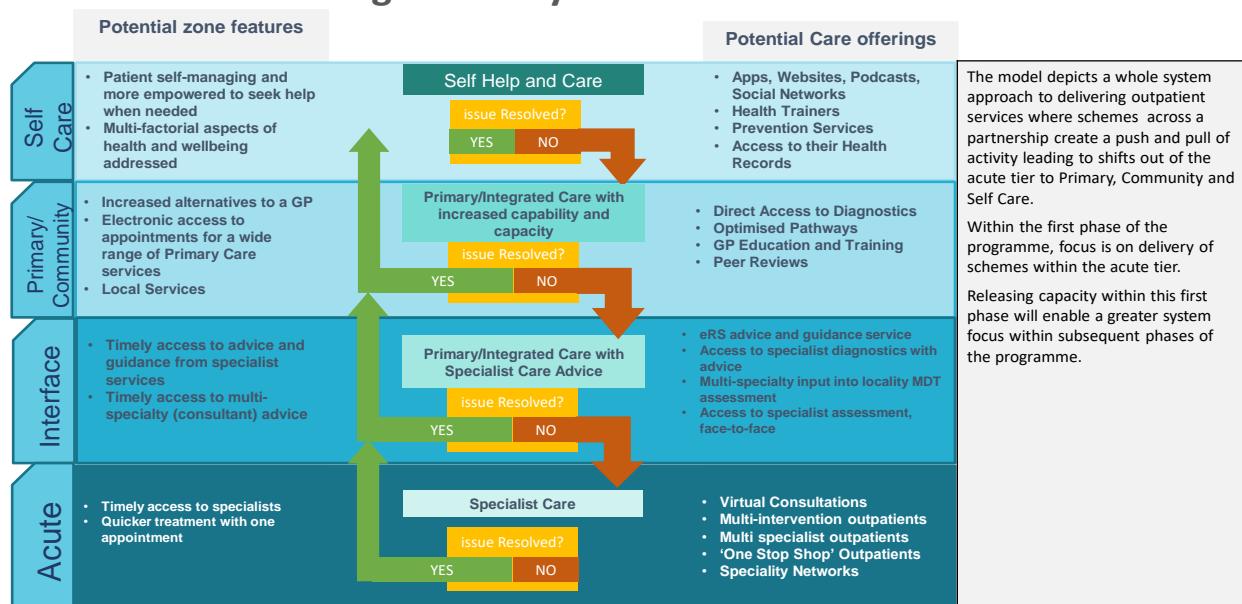 Potential zone features
Potential Care offerings
Self
Care
• Patient self-managing and
more empowered to seek help
when needed
• Multi-factorial aspects of
health and wellbeing
addressed
Self Help and Care
issue Resolved?
YES
NO
• Apps, Websites, Podcasts,
Social Networks
• Health Trainers
• Prevention Services
• Access to their Health
Records
Primary/
Community
• Increased alternatives to a GP
• Electronic access to
appointments for a wide
range of Primary Care
services
• Local Services
Primary/Integrated Care with
increased capability and
capacity
issue Resolved?
YES
NO
• Direct Access to Diagnostics
• Optimised Pathways
• GP Education and Training
• Peer Reviews
Interface
• Timely access to advice and
guidance from specialist
services
• Timely access to multi-
specialty (consultant) advice
Primary/Integrated Care with
Specialist Care Advice
issue Resolved?
YES
NO
• eRS advice and guidance service
• Access to specialist diagnostics with
advice
• Multi-specialty input into locality MDT
assessment
• Access to specialist assessment,
face-to-face
Acute
• Timely access to specialists
• Quicker treatment with one
appointment
Specialist Care
issue Resolved?
YES
NO
• Virtual Consultations
• Multi-intervention outpatients
• Multi specialist outpatients
• ‘One Stop Shop’ Outpatients
• Speciality Networks
The model depicts a whole system
approach to delivering outpatient
services where schemes across a
partnership create a push and pull of
activity leading to shifts out of the
acute tier to Primary, Community and
Self Care.
Within the first phase of the
programme, focus is on delivery of
schemes within the acute tier.
Releasing capacity within this first
phase will enable a greater system
focus within subsequent phases of
the programme.